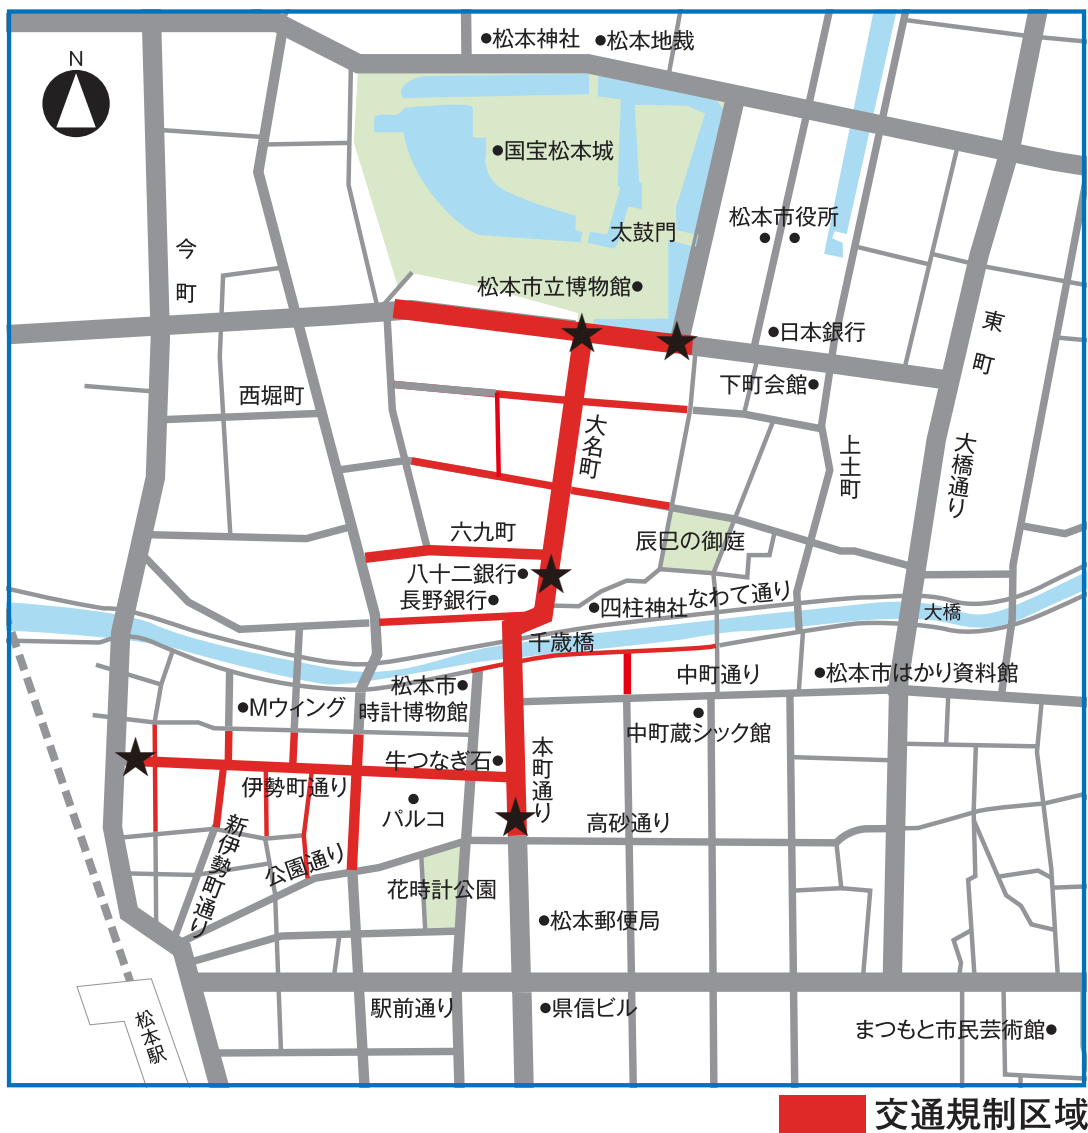 N
●松本神社
●松本地裁
●国宝松本城
太鼓門
松本市役所
今町
松本市立博物館●
●日本銀行
東町
下町会館●
西堀町
大名町
上土町
大橋通り
六九町
辰巳の御庭
八十二銀行●
長野銀行●
●四柱神社
なわて通り
大橋
千歳橋
中町通り
●松本市はかり資料館
松本市●
時計博物館
●Mウイング
中町蔵シック館
本町通り
牛つなぎ石●
伊勢町通り
パルコ
高砂通り
新伊勢町通り
公園通り
花時計公園
●松本郵便局
駅前通り
●県信ビル
松本駅
まつもと市民芸術館●
交通規制区域